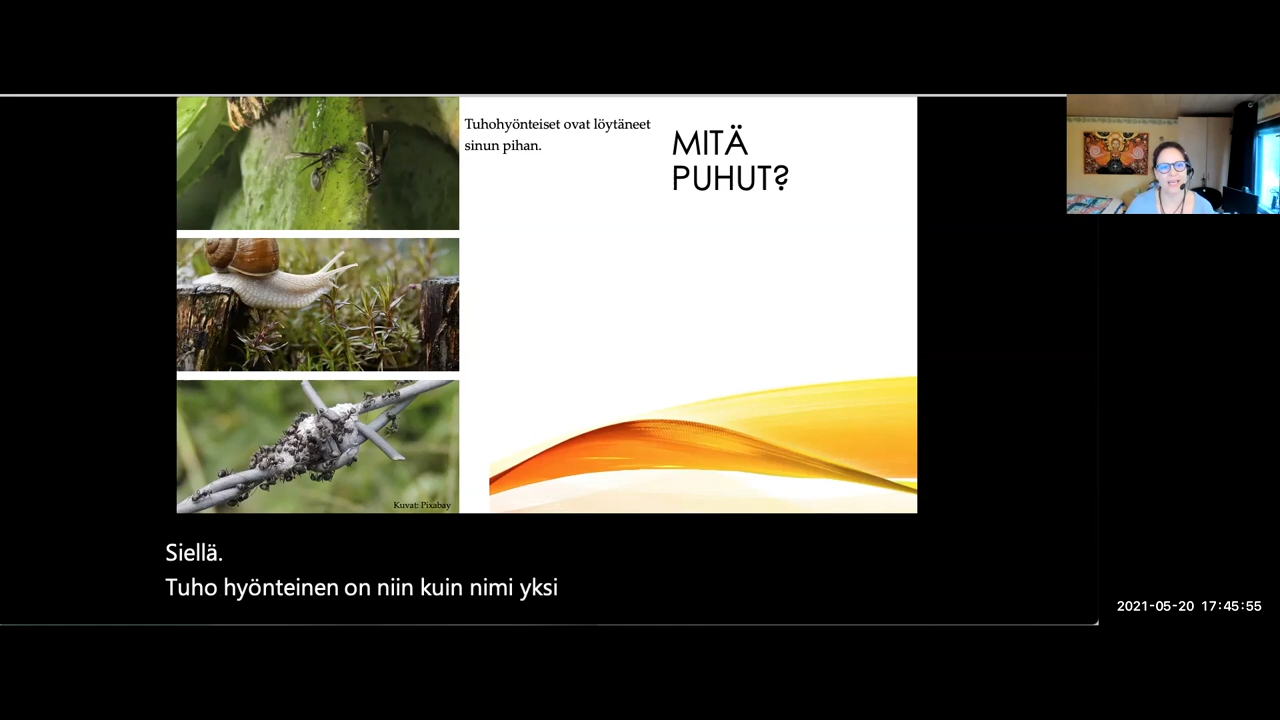 Tuhohyönteiset ovat löytäneet
sinun pihan.
MITÄ
PUHUT?
Kuvat: Pixabay
Siellä.
Tuho hyönteinen on niin kuin nimi yksi
2021-05-20 17:45:55